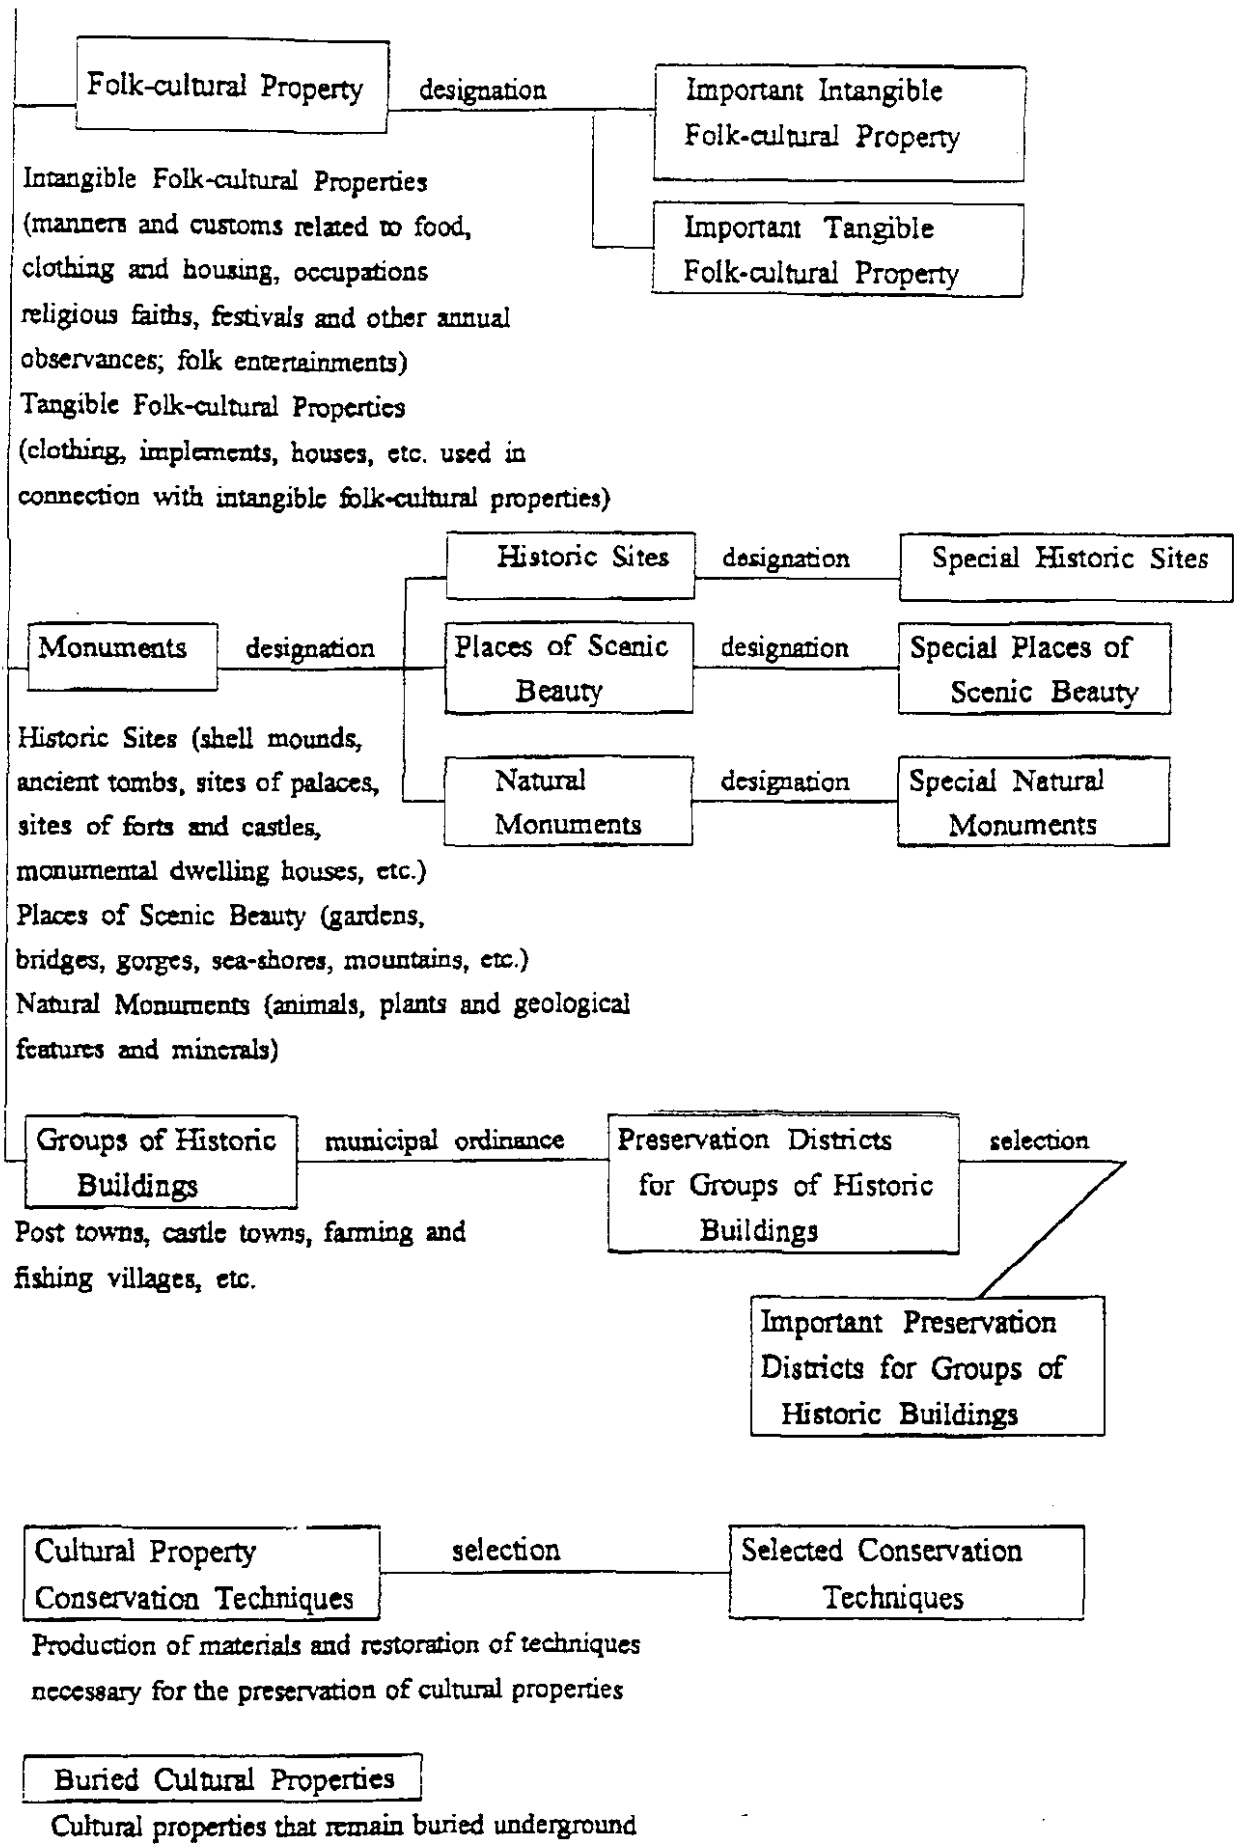 Folk-cultural Property
designation
Important Intangible
Folk-cultural Property
Important Tangible
Folk-cultural Property
Intangible Folk-cultural Properties
(manners and customs related to food,
clothing and housing, occupations
religious faiths, festivals and other annual
observances; folk entertainments)
Tangible Folk-cultural Properties
(clothing, implements, houses, etc. used in
connection with intangible folk-cultural properties)
Historic Sites
designation
Special Historic Sites
Monuments
designation
Places of Scenic
Beauty
designation
Special Places of
Scenic Beauty
Natural
Monuments
designation
Special Natural
Monuments
Historic Sites (shell mounds,
ancient tombs, sites of palaces,
sites of forts and castles,
monumental dwelling houses, etc.)
Places of Scenic Beauty (gardens,
bridges, gorges, sea-shores, mountains, etc.)
Natural Monuments (animals, plants and geological
features and minerals)
Groups of Historic
Buildings
municipal ordinance
Preservation Districts
for Groups of Historic
Buildings
selection
Post towns, castle towns, farming and
fishing villages, etc.
Important Preservation
Districts for Groups of
Historic Buildings
Cultural Property
Conservation Techniques
selection
Selected Conservation
Techniques
Production of materials and restoration of techniques
necessary for the preservation of cultural properties
Buried Cultural Properties
Cultural properties that remain buried underground